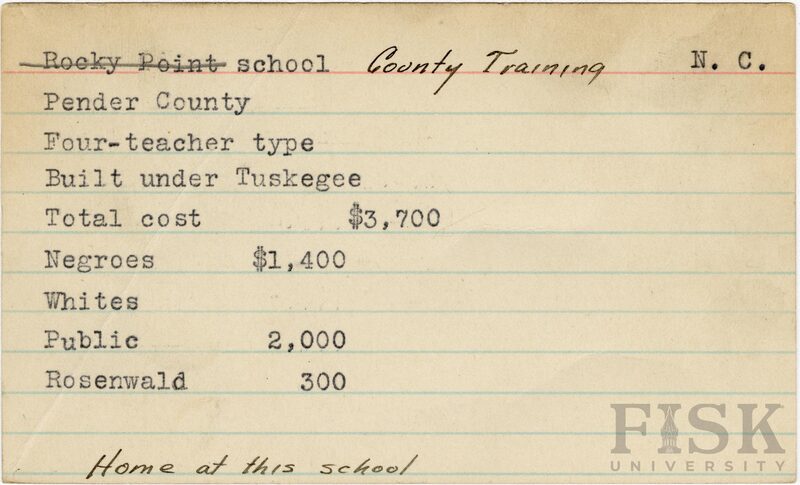 Rocky Point school County Training N. C.
Pender County
Four-teacher type
Built under Tuskegee
Total cost $3,700
Negroes $1,400
Whites
Public 2,000
Rosenwald 300
Home at this school
FISK
UNIVERSITY